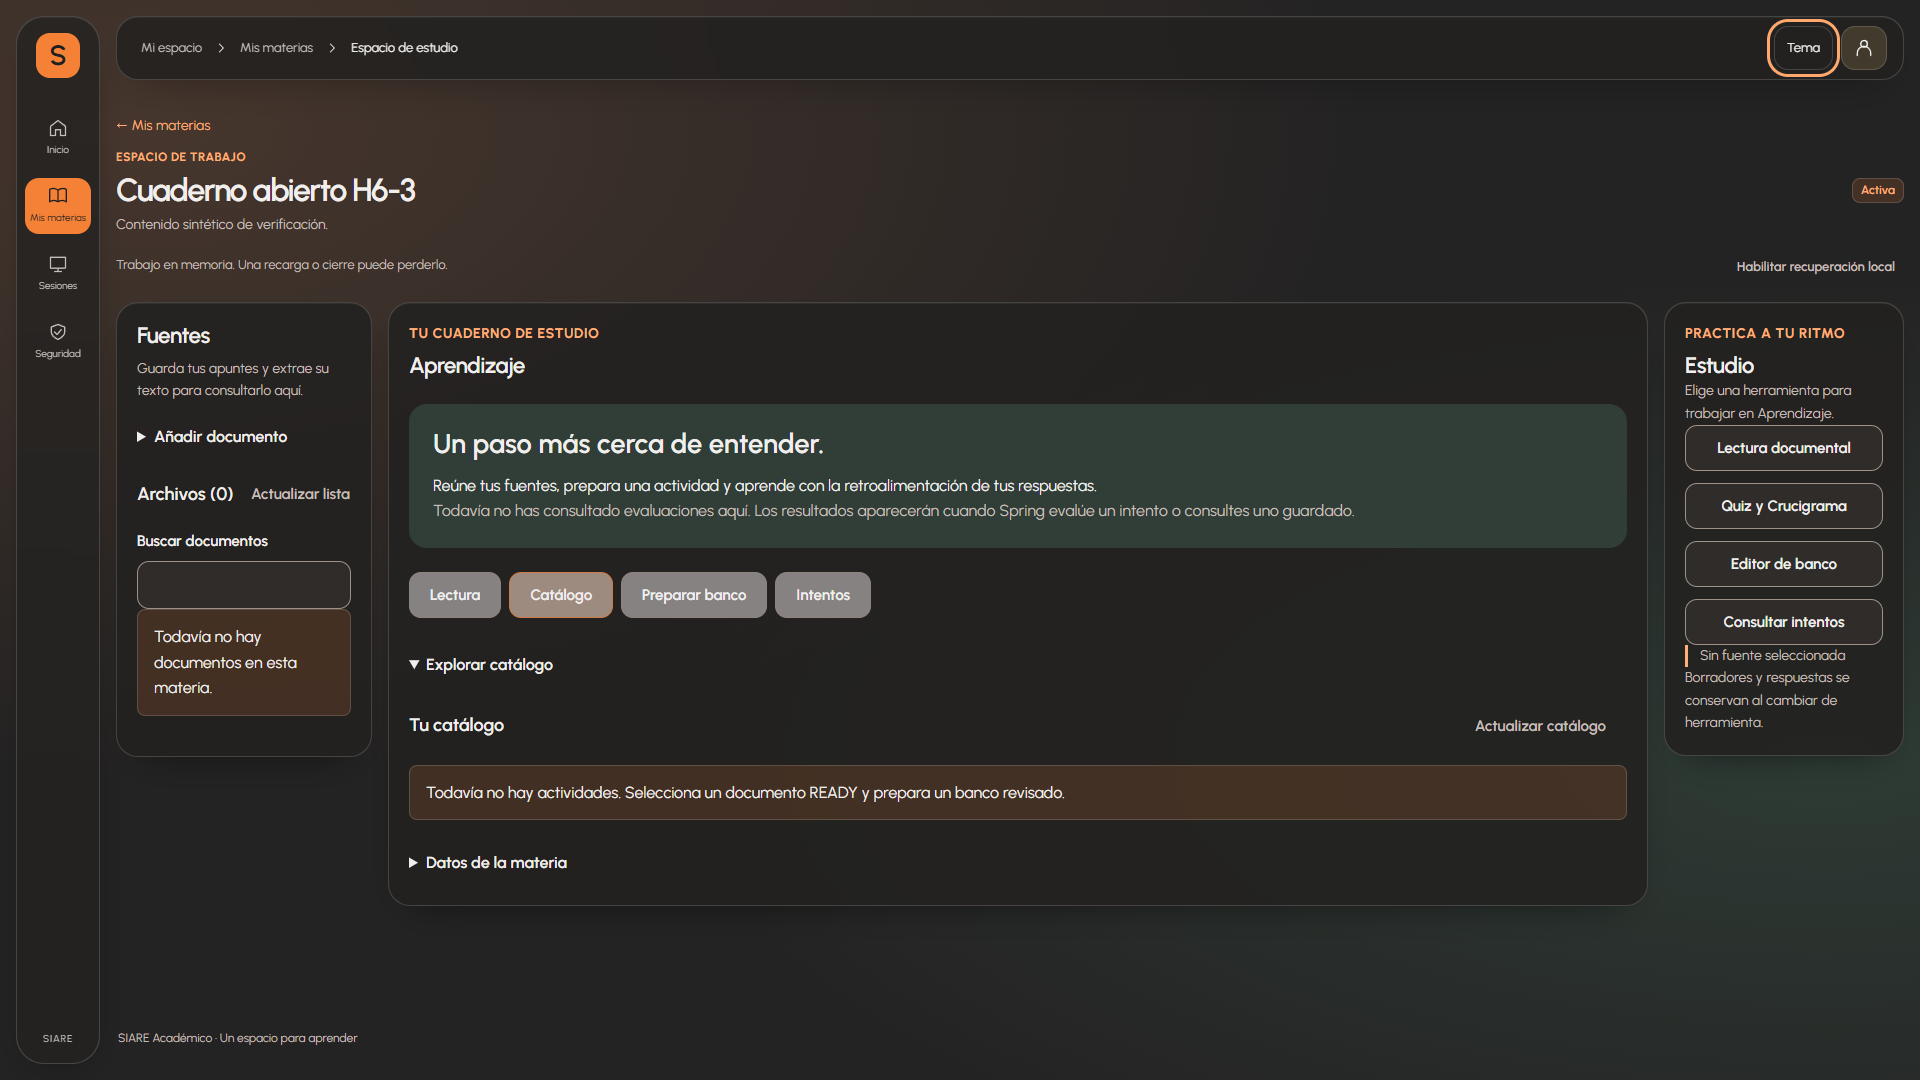 S
Mi espacio > Mis materias > Espacio de estudio
Tema
Inicio
Mis materias
Sesiones
Seguridad
SIARE
← Mis materias
ESPACIO DE TRABAJO
Cuaderno abierto H6-3
Activa
Contenido sintético de verificación.
Trabajo en memoria. Una recarga o cierre puede perderlo.
Habilitar recuperación local
Fuentes
Guarda tus apuntes y extrae su
texto para consultarlo aquí.
Añadir documento
Archivos (0) Actualizar lista
Buscar documentos
Todavía no hay
documentos en esta
materia.
TU CUADERNO DE ESTUDIO
Aprendizaje
Un paso más cerca de entender.
Reúne tus fuentes, prepara una actividad y aprende con la retroalimentación de tus respuestas.
Todavía no has consultado evaluaciones aquí. Los resultados aparecerán cuando Spring evalúe un intento o consultes uno guardado.
Lectura Catálogo Preparar banco Intentos
Explorar catálogo
Tu catálogo
Actualizar catálogo
Todavía no hay actividades. Selecciona un documento READY y prepara un banco revisado.
Datos de la materia
PRACTICA A TU RITMO
Estudio
Elige una herramienta para
trabajar en Aprendizaje.
Lectura documental
Quiz y Crucigrama
Editor de banco
Consultar intentos
Sin fuente seleccionada
Borradores y respuestas se
conservan al cambiar de
herramienta.
SIARE Académico · Un espacio para aprender